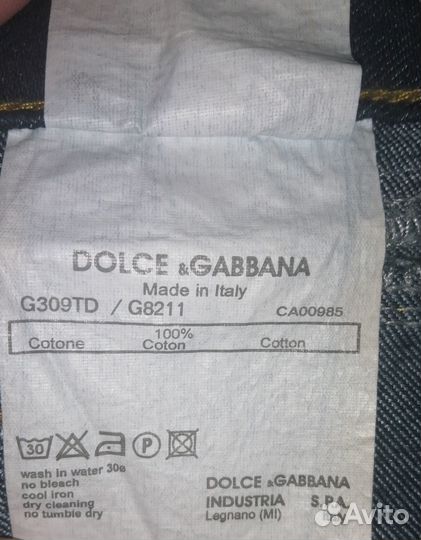 DOLCE &GABBANA
Made in Italy
G309TD / G8211
CA00985
100%
Cotone Coton Cotton
30 P
wash in water 30ø
no bleach
cool iron
dry cleaning
no tumble dry
DOLCE &GABBANA
INDUSTRIA S.P.A.
Legnano (MI)
Avito